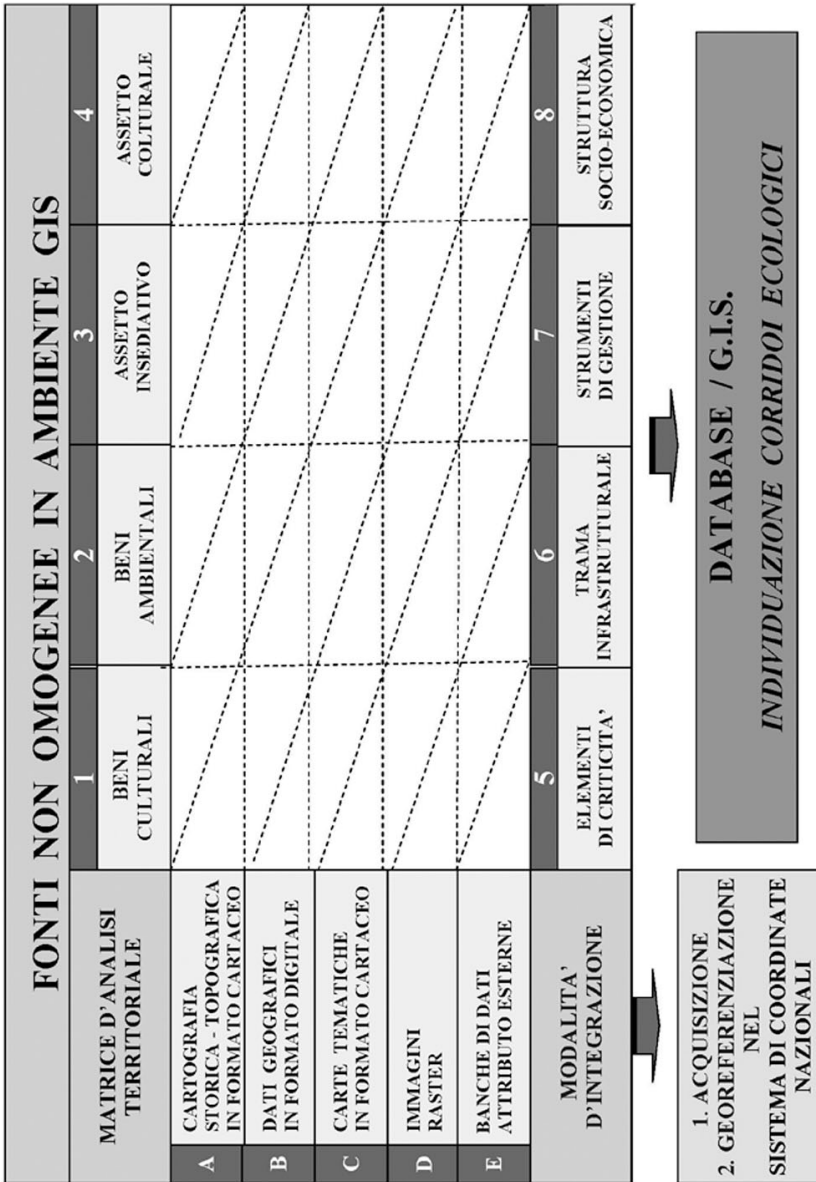 FONTI NON OMOGENEE IN AMBIENTE GIS
MATRICE D'ANALISI
TERRITORIALE
1
BENI
CULTURALI
2
BENI
AMBIENTALI
3
ASSETTO
INSEDIATIVO
4
ASSETTO
COLTURALE
A
CARTOGRAFIA
STORICA - TOPOGRAFICA
IN FORMATO CARTACEO
B
DATI GEOGRAFICI
IN FORMATO DIGITALE
C
CARTE TEMATICHE
IN FORMATO CARTACEO
D
IMMAGINI
RASTER
E
BANCHE DI DATI
ATTRIBUTO ESTERNE
MODALITA'
D'INTEGRAZIONE
5
ELEMENTI
DI CRITICITA'
6
TRAMA
INFRASTRUTTURALE
7
STRUMENTI
DI GESTIONE
8
STRUTTURA
SOCIO-ECONOMICA
1. ACQUISIZIONE
2. GEOREFERENZIAZIONE
NEL
SISTEMA DI COORDINATE
NAZIONALI
DATABASE / G.I.S.
INDIVIDUAZIONE CORRIDOI ECOLOGICI